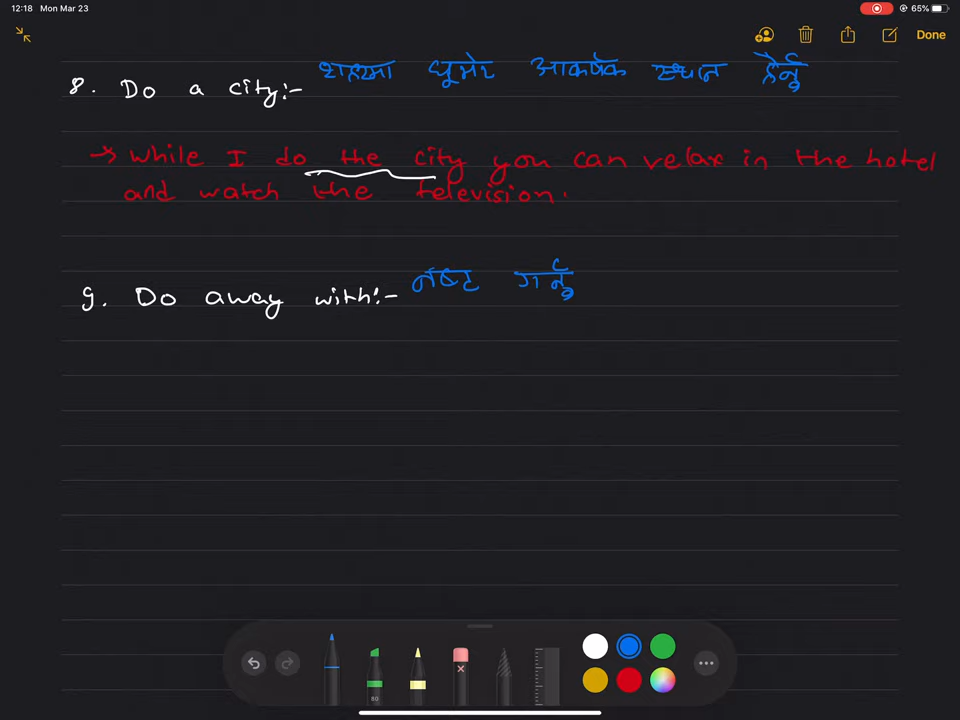 12:18 Mon Mar 23 65%
Done
8. Do a city:- शहरमा घुमेर आकर्षक स्थान हेर्नु
→ While I do the city you can relax in the hotel
and watch the television.
9. Do away with:- नष्ट गर्नु
80